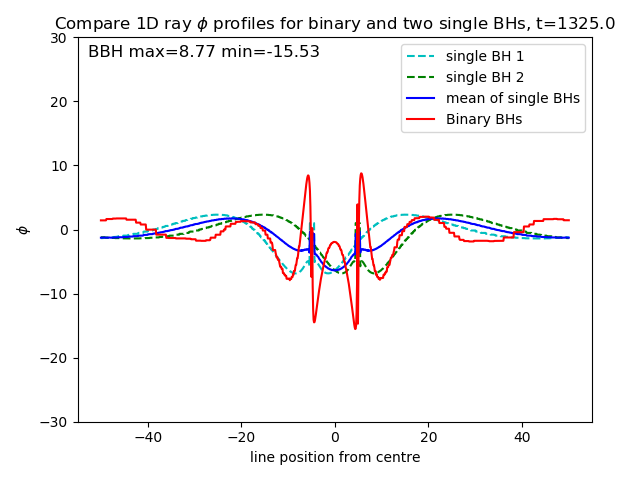 Compare 1D ray ϕ profiles for binary and two single BHs, t=1325.0
BBH max=8.77 min=-15.53
single BH 1
single BH 2
mean of single BHs
Binary BHs
30
20
10
0
−10
−20
−30
ϕ
−40
−20
0
20
40
line position from centre